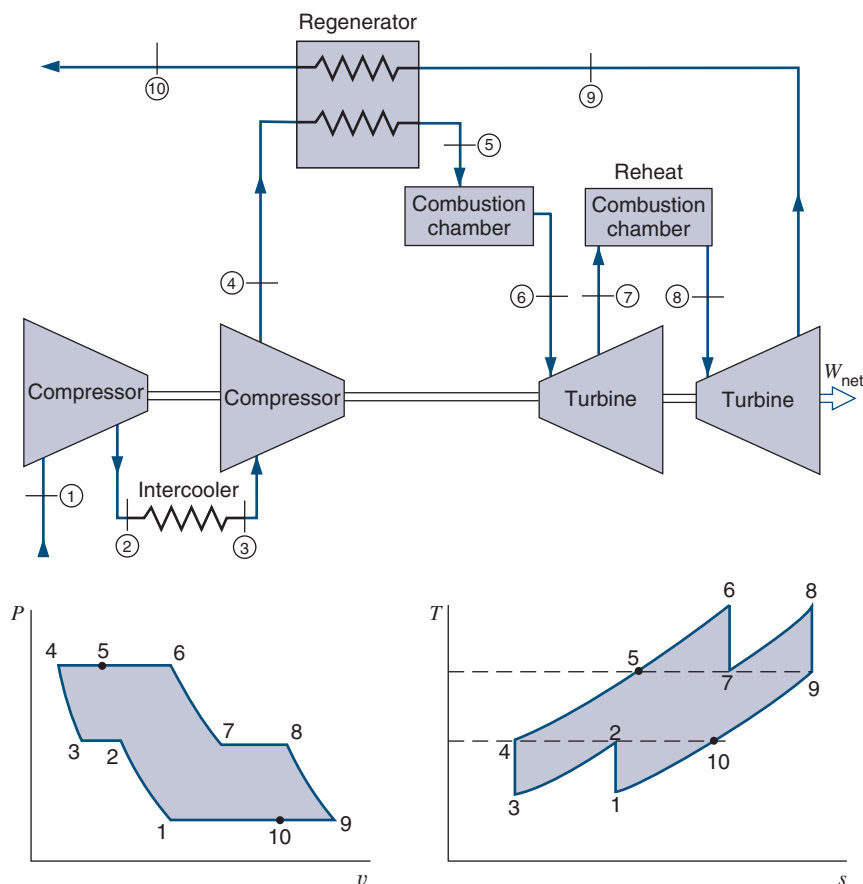 Regenerator
10
9
5
Reheat
Combustion
chamber
Combustion
chamber
4
6
7
8
Compressor
Compressor
Turbine
Turbine
Wnet
1
Intercooler
2
3
P
4
5
6
3
2
7
8
1
10
9
v
T
6
8
5
7
9
4
2
10
3
1
s